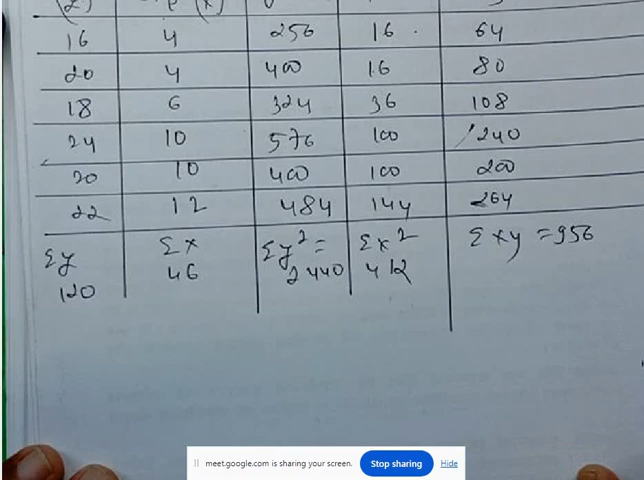 (x)
16 4 256 16 64
20 4 400 16 80
18 6 324 36 108
24 10 576 100 240
20 10 400 100 200
22 12 484 144 264
Σy Σx Σy² = Σx² Σxy = 956
120 46 2440 412
meet.google.com is sharing your screen. Stop sharing Hide